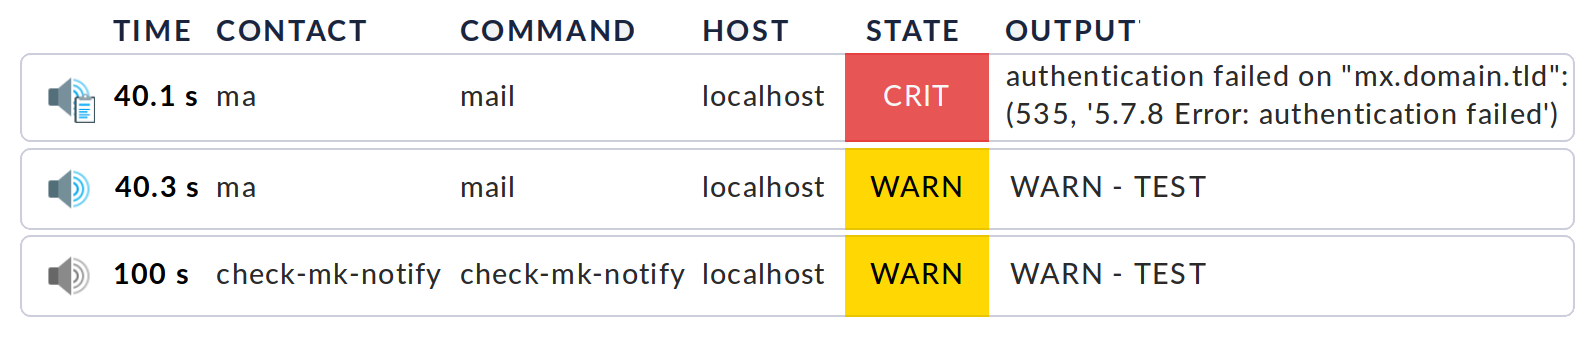 TIME CONTACT COMMAND HOST STATE OUTPUT
40.1 s ma mail localhost CRIT authentication failed on "mx.domain.tld":
(535, '5.7.8 Error: authentication failed')
40.3 s ma mail localhost WARN WARN - TEST
100 s check-mk-notify check-mk-notify localhost WARN WARN - TEST